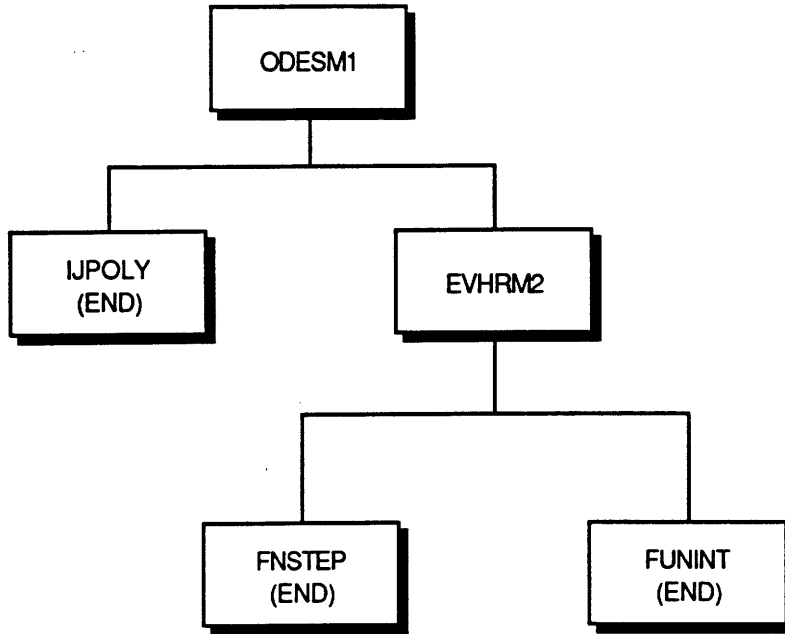 ODESM1
IJPOLY
(END)
EVHRM2
FNSTEP
(END)
FUNINT
(END)